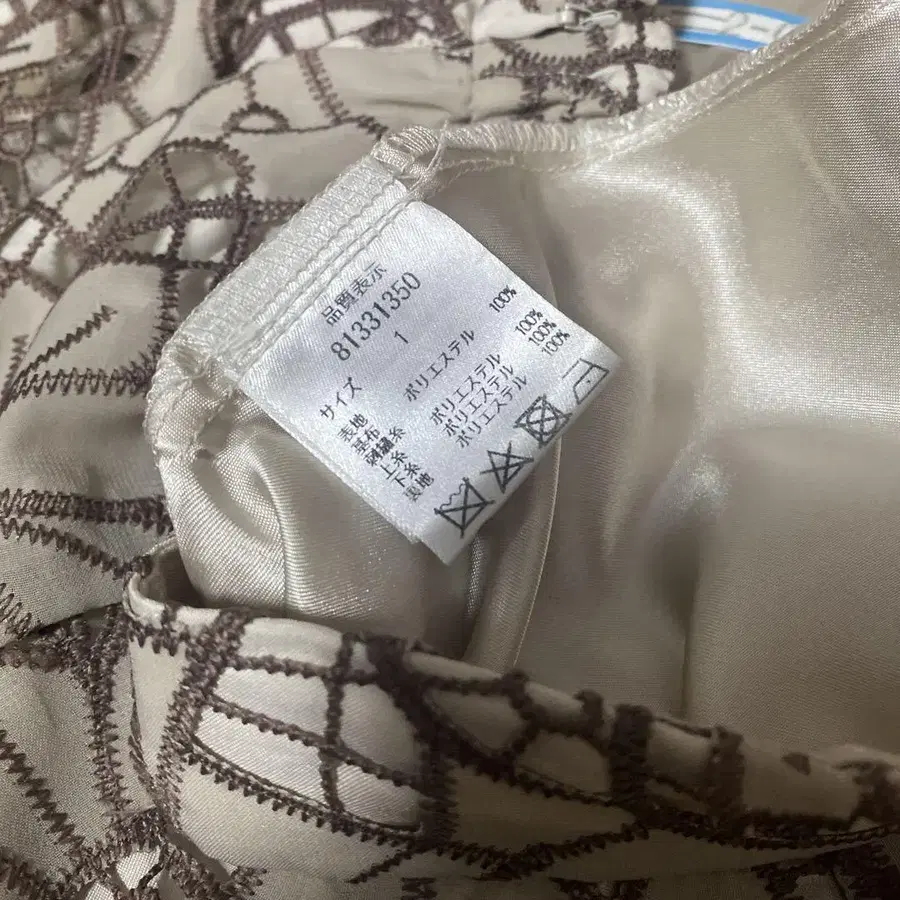 品質表示
81331350
サイズ 1
表地
基布 ポリエステル 100%
刺繍糸
上糸 ポリエステル 100%
下糸 ポリエステル 100%
裏地 ポリエステル 100%